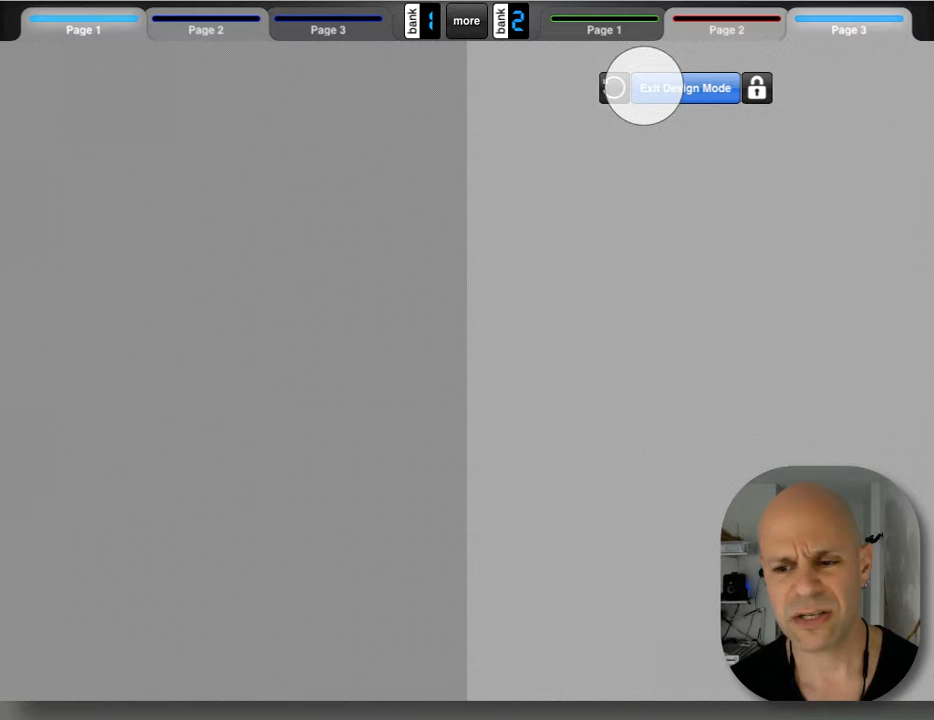 Page 1
Page 2
Page 3
bank
1
more
bank
2
Page 1
Page 2
Page 3
Exit Design Mode